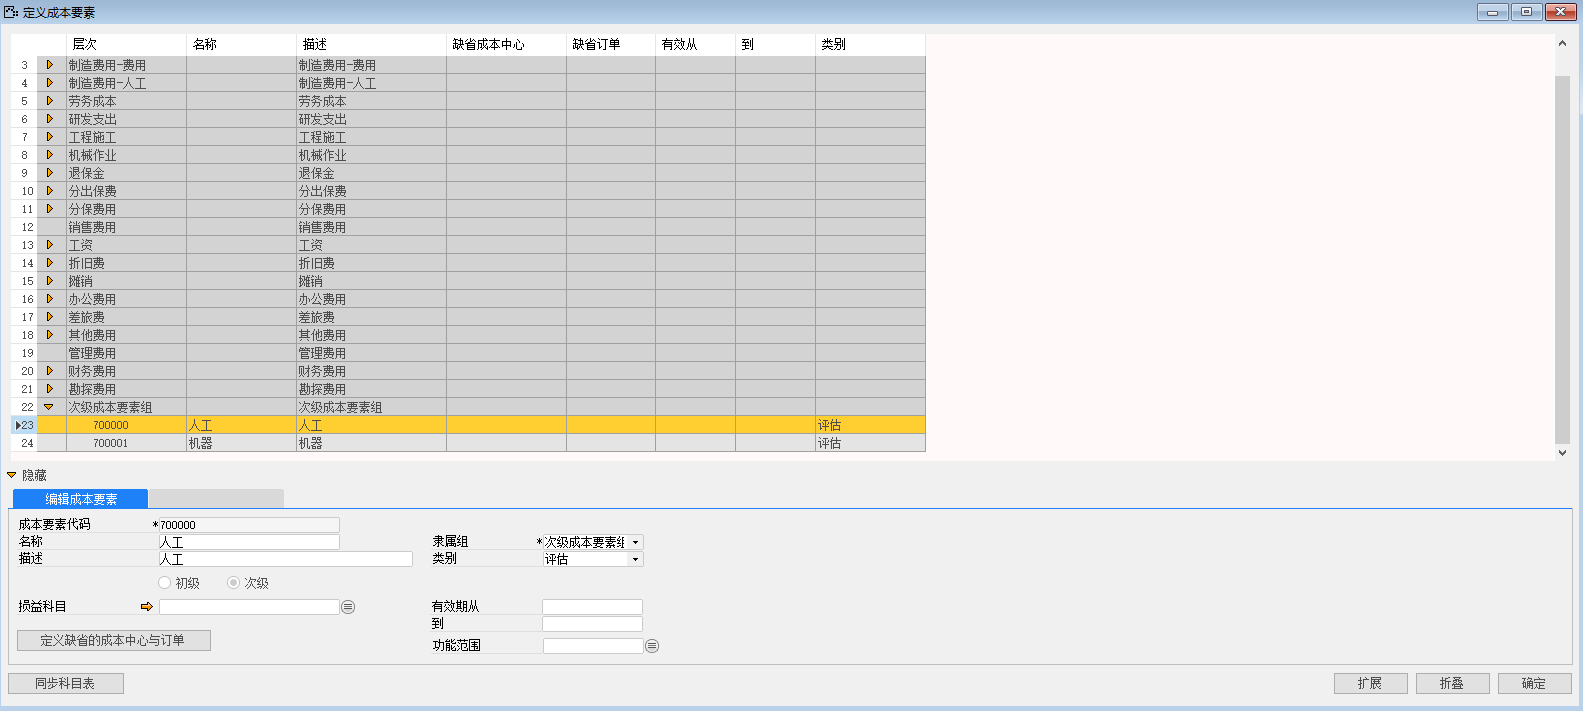 定义成本要素
层次 名称 描述 缺省成本中心 缺省订单 有效从 到 类别
3 制造费用-费用 制造费用-费用
4 制造费用-人工 制造费用-人工
5 劳务成本 劳务成本
6 研发支出 研发支出
7 工程施工 工程施工
8 机械作业 机械作业
9 退保金 退保金
10 分出保费 分出保费
11 分保费用 分保费用
12 销售费用 销售费用
13 工资 工资
14 折旧费 折旧费
15 摊销 摊销
16 办公费用 办公费用
17 差旅费 差旅费
18 其他费用 其他费用
19 管理费用 管理费用
20 财务费用 财务费用
21 勘探费用 勘探费用
22 次级成本要素组 次级成本要素组
23 700000 人工 人工 评估
24 700001 机器 机器 评估
隐藏
编辑成本要素
成本要素代码 *700000
名称 人工 隶属组 *次级成本要素组
描述 人工 类别 评估
初级 次级
损益科目 有效期从
到
定义缺省的成本中心与订单 功能范围
同步科目表 扩展 折叠 确定